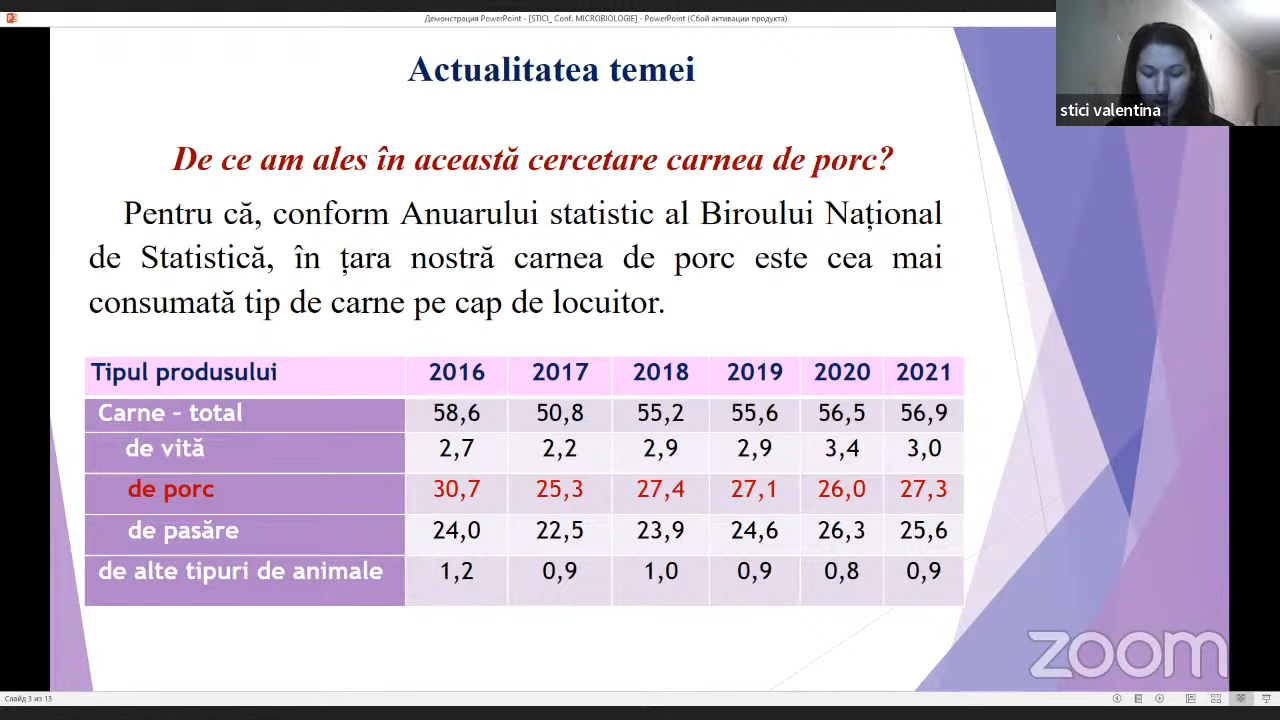 Демонстрация PowerPoint - [STICI_ Conf. MICROBIOLOGIE] - PowerPoint (Сбой активации продукта)
stici valentina
Actualitatea temei
De ce am ales în această cercetare carnea de porc?
Pentru că, conform Anuarului statistic al Biroului Național
de Statistică, în țara nostră carnea de porc este cea mai
consumată tip de carne pe cap de locuitor.
Tipul produsului 2016 2017 2018 2019 2020 2021
Carne – total 58,6 50,8 55,2 55,6 56,5 56,9
de vită 2,7 2,2 2,9 2,9 3,4 3,0
de porc 30,7 25,3 27,4 27,1 26,0 27,3
de pasăre 24,0 22,5 23,9 24,6 26,3 25,6
de alte tipuri de animale 1,2 0,9 1,0 0,9 0,8 0,9
zoom
Слайд 3 из 13